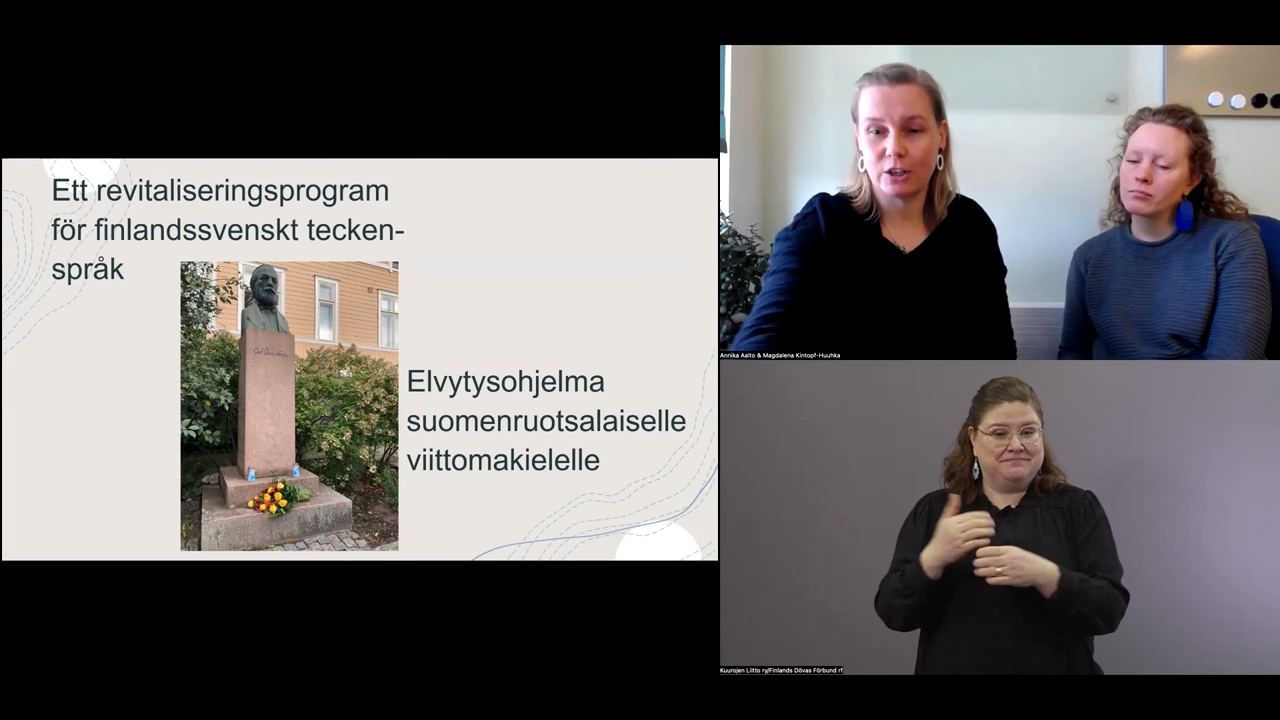 Ett revitaliseringsprogram
för finlandssvenskt tecken-
språk
Elvytysohjelma
suomenruotsalaiselle
viittomakielelle
Annika Aalto & Magdalena Kintopf-Huuhka
Kuurojen Liitto ry/Finlands Dövas Förbund rf